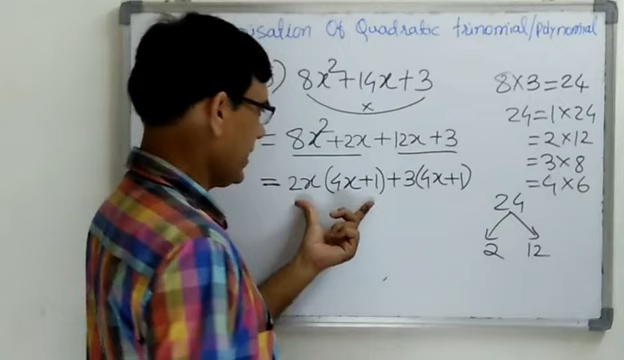 Of Quadratic trinomial/polynomial
) 8x²+14x+3
x
= 8x²+2x+12x+3
= 2x(4x+1)+3(4x+1)
8×3=24
24=1×24
=2×12
=3×8
=4×6
24
2 12